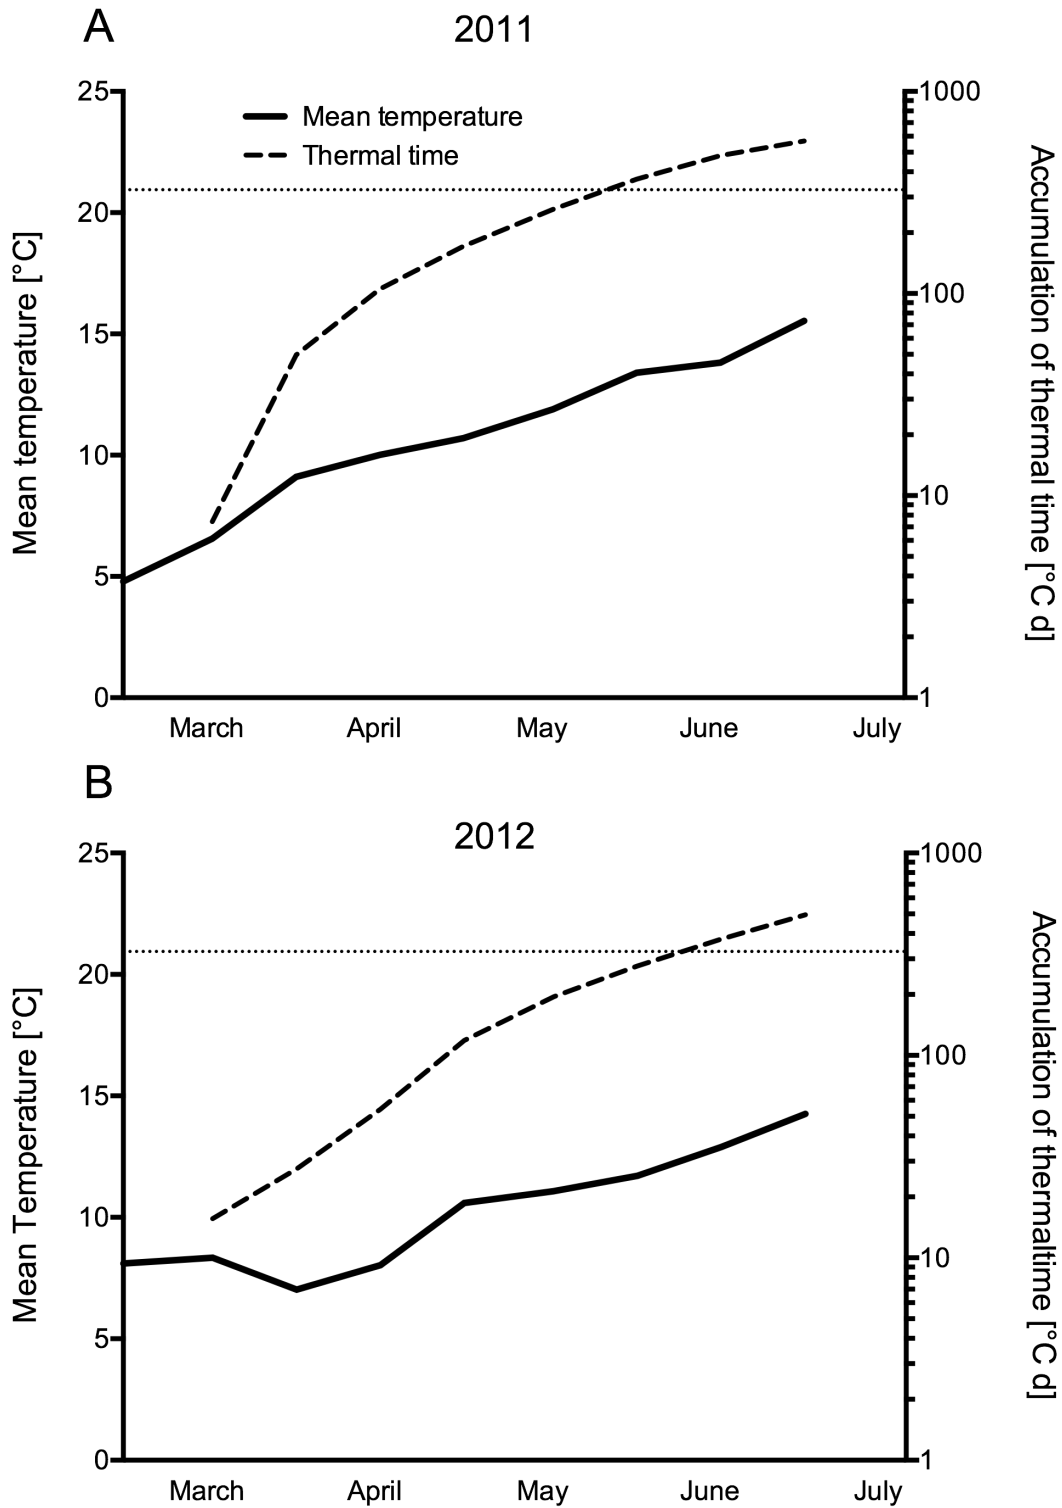 A
2011
25
20
15
10
5
0
Mean temperature [°C]
Mean temperature
Thermal time
1000
100
10
1
Accumulation of thermal time [°C d]
March April May June July
B
2012
25
20
15
10
5
0
Mean Temperature [°C]
1000
100
10
1
Accumulation of thermaltime [°C d]
March April May June July